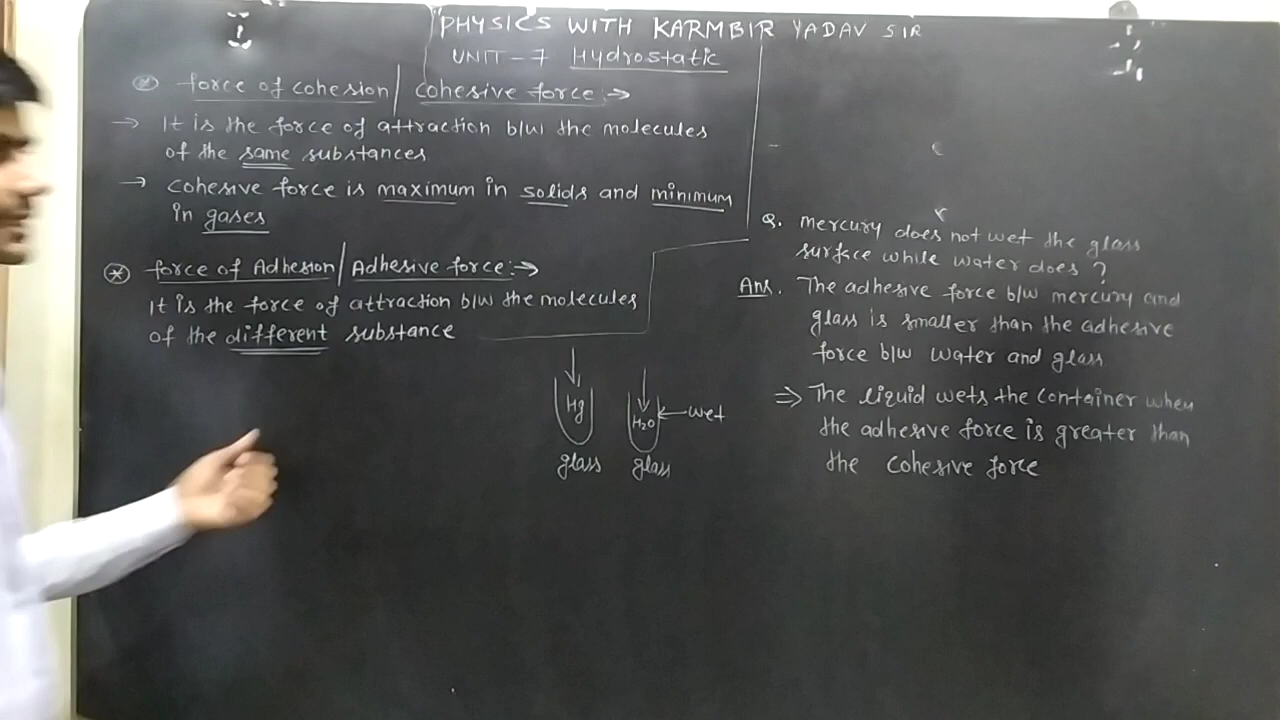 PHYSICS WITH KARMBIR YADAV SIR
UNIT-7 Hydrostatic
force of cohesion/ cohesive force:→
→ It is the force of attraction b/w the molecules
of the same substances
→ cohesive force is maximum in solids and minimum
in gases
force of Adhesion/ Adhesive force:→
It is the force of attraction b/w the molecules
of the different substance
Hg
glass
H2O
← wet
glass
Q. mercury does not wet the glass
surface while water does ?
Ans. The adhesive force b/w mercury and
glass is smaller than the adhesive
force b/w water and glass
⇒ The liquid wets the container when
the adhesive force is greater than
the cohesive force